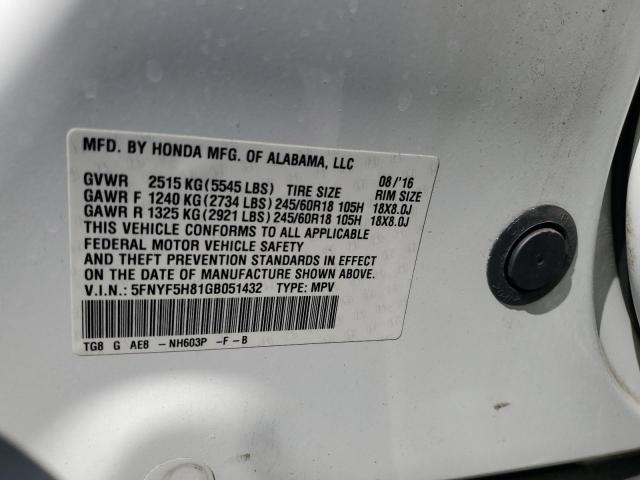 MFD. BY HONDA MFG. OF ALABAMA, LLC
GVWR 2515 KG (5545 LBS) TIRE SIZE 08/'16 RIM SIZE
GAWR F 1240 KG (2734 LBS) 245/60R18 105H 18X8.0J
GAWR R 1325 KG (2921 LBS) 245/60R18 105H 18X8.0J
THIS VEHICLE CONFORMS TO ALL APPLICABLE
FEDERAL MOTOR VEHICLE SAFETY
AND THEFT PREVENTION STANDARDS IN EFFECT
ON THE DATE OF MANUFACTURE SHOWN ABOVE.
V.I.N.: 5FNYF5H81GB051432 TYPE: MPV
TG8 G AE8 - NH603P - F - B